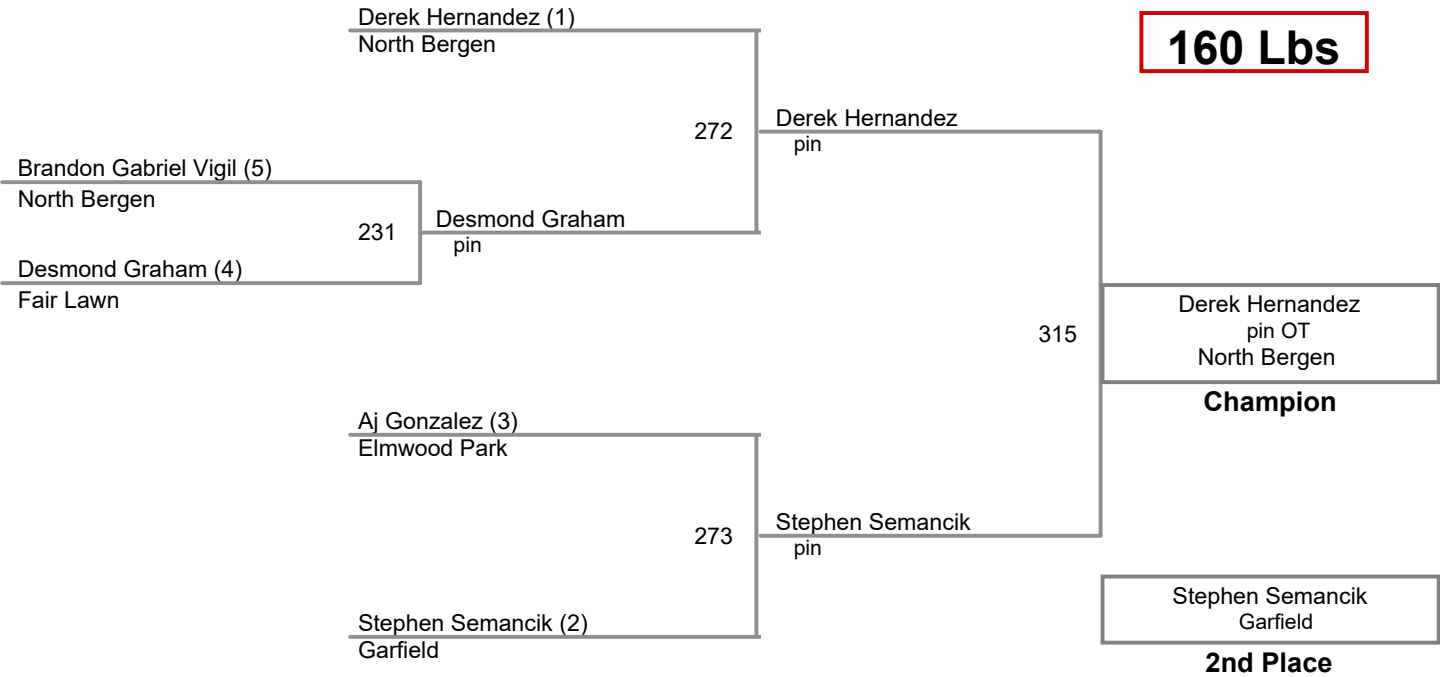 Derek Hernandez (1)
North Bergen
160 Lbs
272
Derek Hernandez
pin
Brandon Gabriel Vigil (5)
North Bergen
231
Desmond Graham
pin
Desmond Graham (4)
Fair Lawn
315
Derek Hernandez
pin OT
North Bergen
Champion
Aj Gonzalez (3)
Elmwood Park
273
Stephen Semancik
pin
Stephen Semancik (2)
Garfield
Stephen Semancik
Garfield
2nd Place